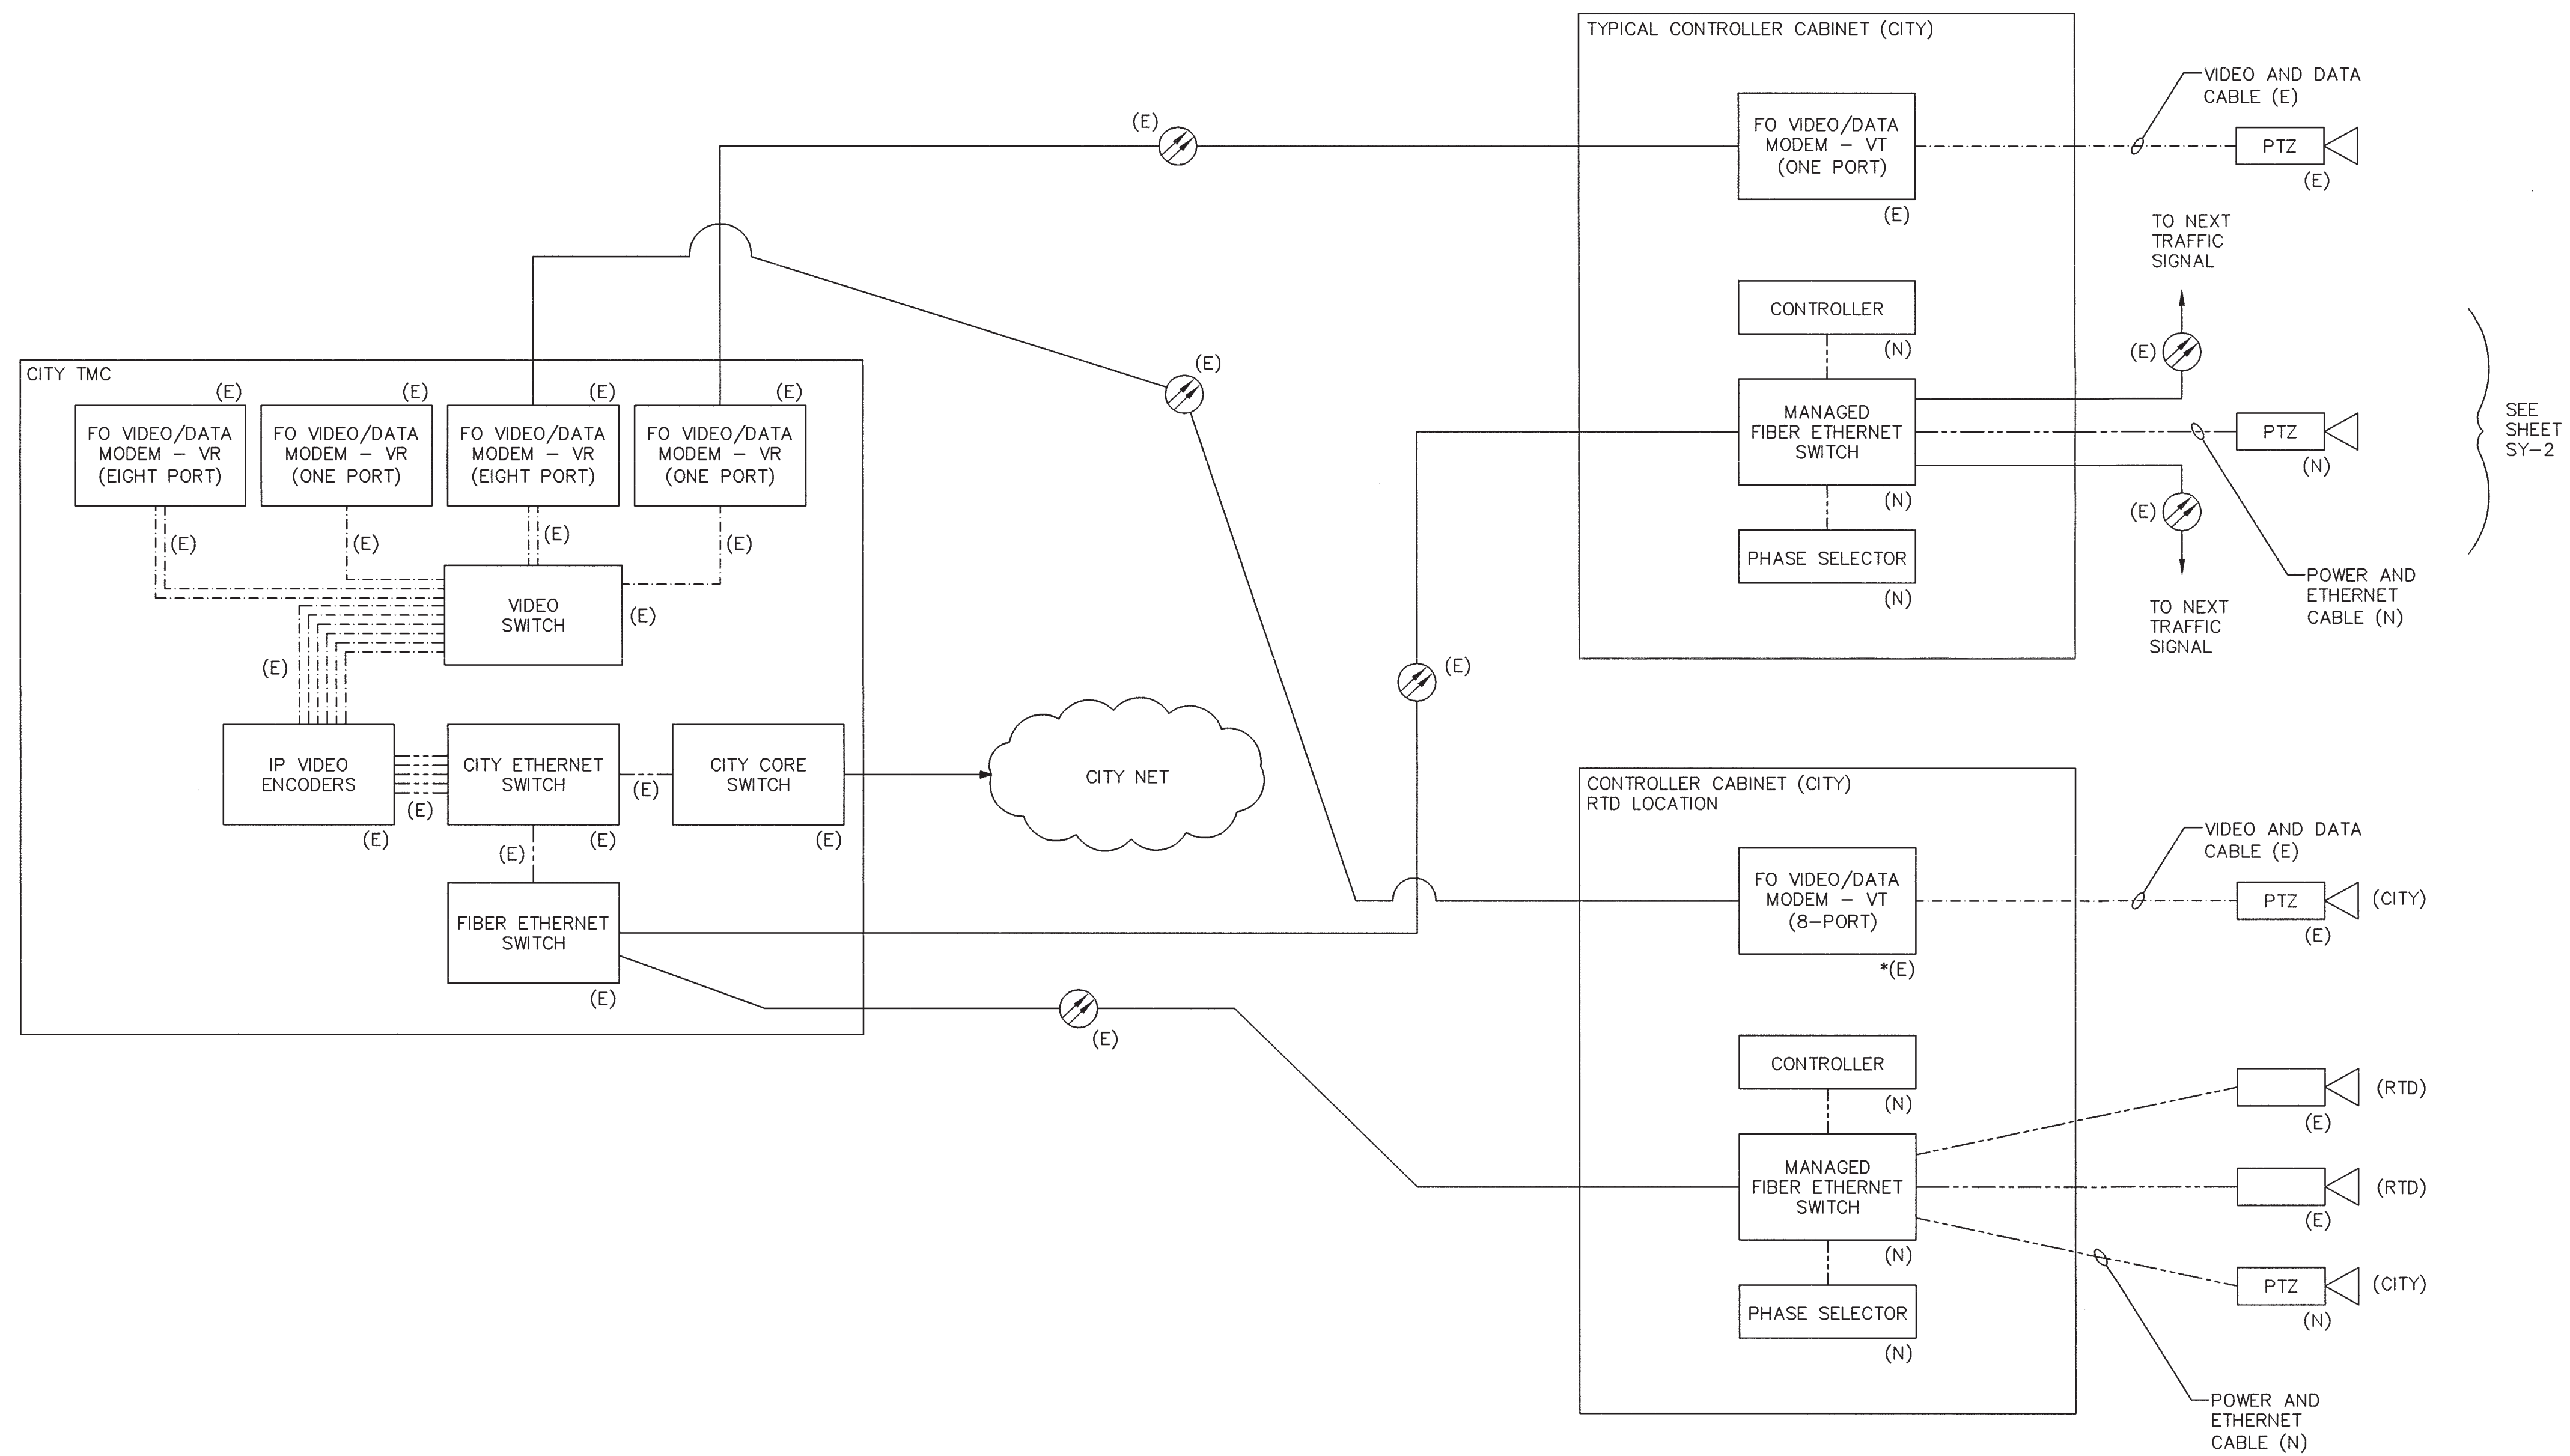 TYPICAL CONTROLLER CABINET (CITY)
VIDEO AND DATA
CABLE (E)
FO VIDEO/DATA
MODEM – VT
(ONE PORT)
(E)
(E)
PTZ
(E)
TO NEXT
TRAFFIC
SIGNAL
CONTROLLER
(N)
(E)
MANAGED
FIBER ETHERNET
SWITCH
(N)
PTZ
(N)
SEE
SHEET
SY–2
(E)
PHASE SELECTOR
(N)
POWER AND
ETHERNET
CABLE (N)
TO NEXT
TRAFFIC
SIGNAL
(E)
(E)
CITY TMC
(E)
(E)
(E)
(E)
FO VIDEO/DATA
MODEM – VR
(EIGHT PORT)
FO VIDEO/DATA
MODEM – VR
(ONE PORT)
FO VIDEO/DATA
MODEM – VR
(EIGHT PORT)
FO VIDEO/DATA
MODEM – VR
(ONE PORT)
(E)
(E)
(E)
(E)
VIDEO
SWITCH
(E)
(E)
IP VIDEO
ENCODERS
(E)
(E)
CITY ETHERNET
SWITCH
(E)
(E)
CITY CORE
SWITCH
(E)
CITY NET
(E)
FIBER ETHERNET
SWITCH
(E)
(E)
CONTROLLER CABINET (CITY)
RTD LOCATION
VIDEO AND DATA
CABLE (E)
FO VIDEO/DATA
MODEM – VT
(8–PORT)
*(E)
PTZ
(CITY)
(E)
CONTROLLER
(N)
(RTD)
(E)
MANAGED
FIBER ETHERNET
SWITCH
(N)
(RTD)
(E)
PTZ
(CITY)
(N)
PHASE SELECTOR
(N)
POWER AND
ETHERNET
CABLE (N)